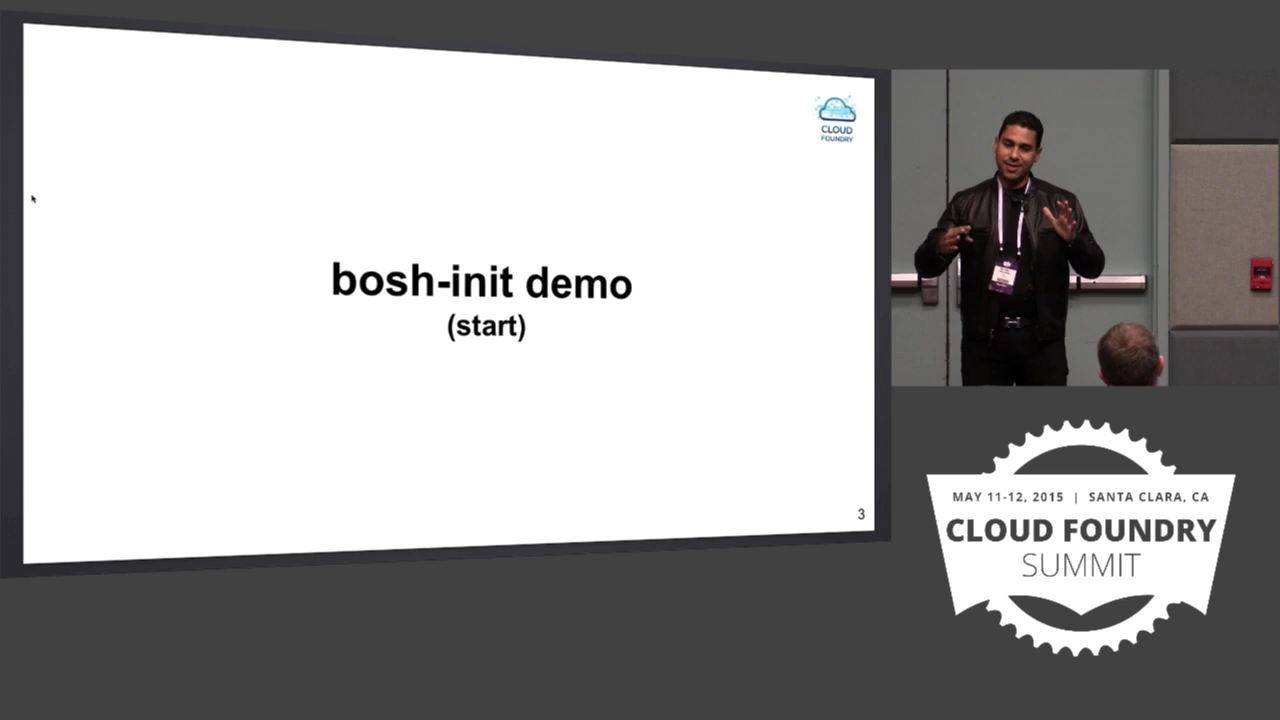 CLOUD
FOUNDRY
bosh-init demo
(start)
3
MAY 11-12, 2015 | SANTA CLARA, CA
CLOUD FOUNDRY
SUMMIT